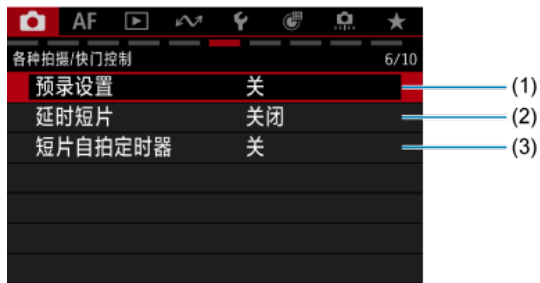 AF
各种拍摄/快门控制 6/10
预录设置 关 (1)
延时短片 关闭 (2)
短片自拍定时器 关 (3)